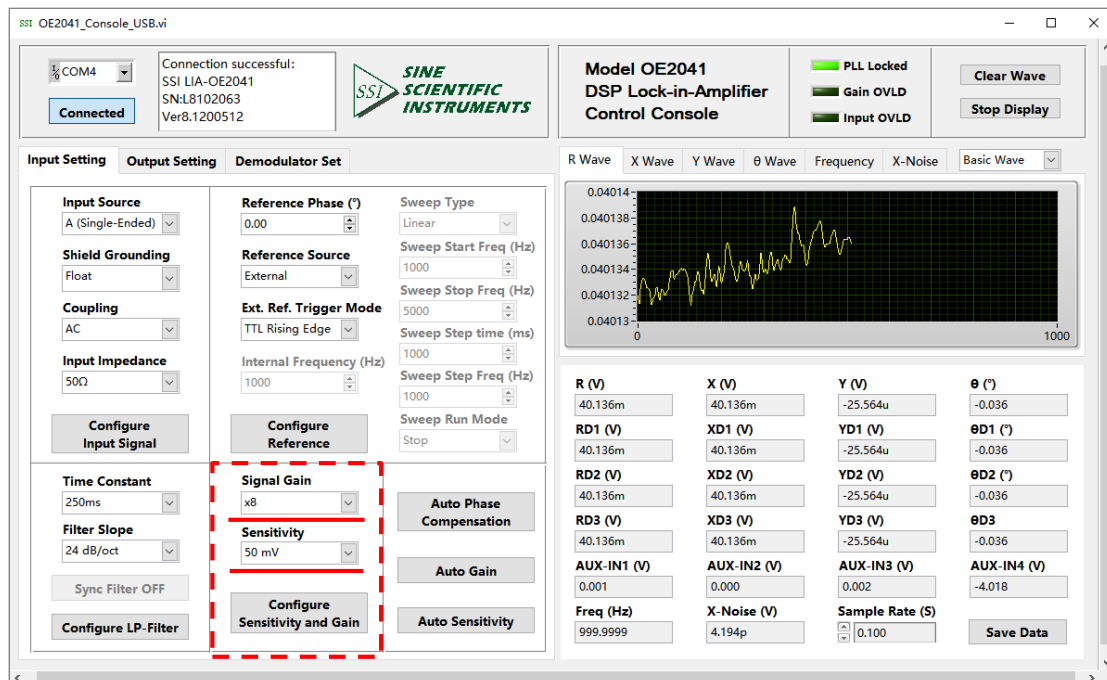 SSI OE2041_Console_USB.vi
I/O COM4
Connected
Connection successful:
SSI LIA-OE2041
SN:L8102063
Ver8.1200512
SSI
SINE
SCIENTIFIC
INSTRUMENTS
Model OE2041
DSP Lock-in-Amplifier
Control Console
PLL Locked
Gain OVLD
Input OVLD
Clear Wave
Stop Display
Input Setting Output Setting Demodulator Set
Input Source
A (Single-Ended)
Shield Grounding
Float
Coupling
AC
Input Impedance
50Ω
Configure
Input Signal
Reference Phase (°)
0.00
Reference Source
External
Ext. Ref. Trigger Mode
TTL Rising Edge
Internal Frequency (Hz)
1000
Configure
Reference
Sweep Type
Linear
Sweep Start Freq (Hz)
1000
Sweep Stop Freq (Hz)
5000
Sweep Step time (ms)
1000
Sweep Step Freq (Hz)
1000
Sweep Run Mode
Stop
Time Constant
250ms
Filter Slope
24 dB/oct
Sync Filter OFF
Configure LP-Filter
Signal Gain
x8
Sensitivity
50 mV
Configure
Sensitivity and Gain
Auto Phase
Compensation
Auto Gain
Auto Sensitivity
R Wave X Wave Y Wave θ Wave Frequency X-Noise Basic Wave
0.04014
0.040138
0.040136
0.040134
0.040132
0.04013
0 1000
R (V) X (V) Y (V) θ (°)
40.136m 40.136m -25.564u -0.036
RD1 (V) XD1 (V) YD1 (V) θD1 (°)
40.136m 40.136m -25.564u -0.036
RD2 (V) XD2 (V) YD2 (V) θD2 (°)
40.136m 40.136m -25.564u -0.036
RD3 (V) XD3 (V) YD3 (V) θD3
40.136m 40.136m -25.564u -0.036
AUX-IN1 (V) AUX-IN2 (V) AUX-IN3 (V) AUX-IN4 (V)
0.001 0.000 0.002 -4.018
Freq (Hz) X-Noise (V) Sample Rate (S)
999.9999 4.194p 0.100 Save Data